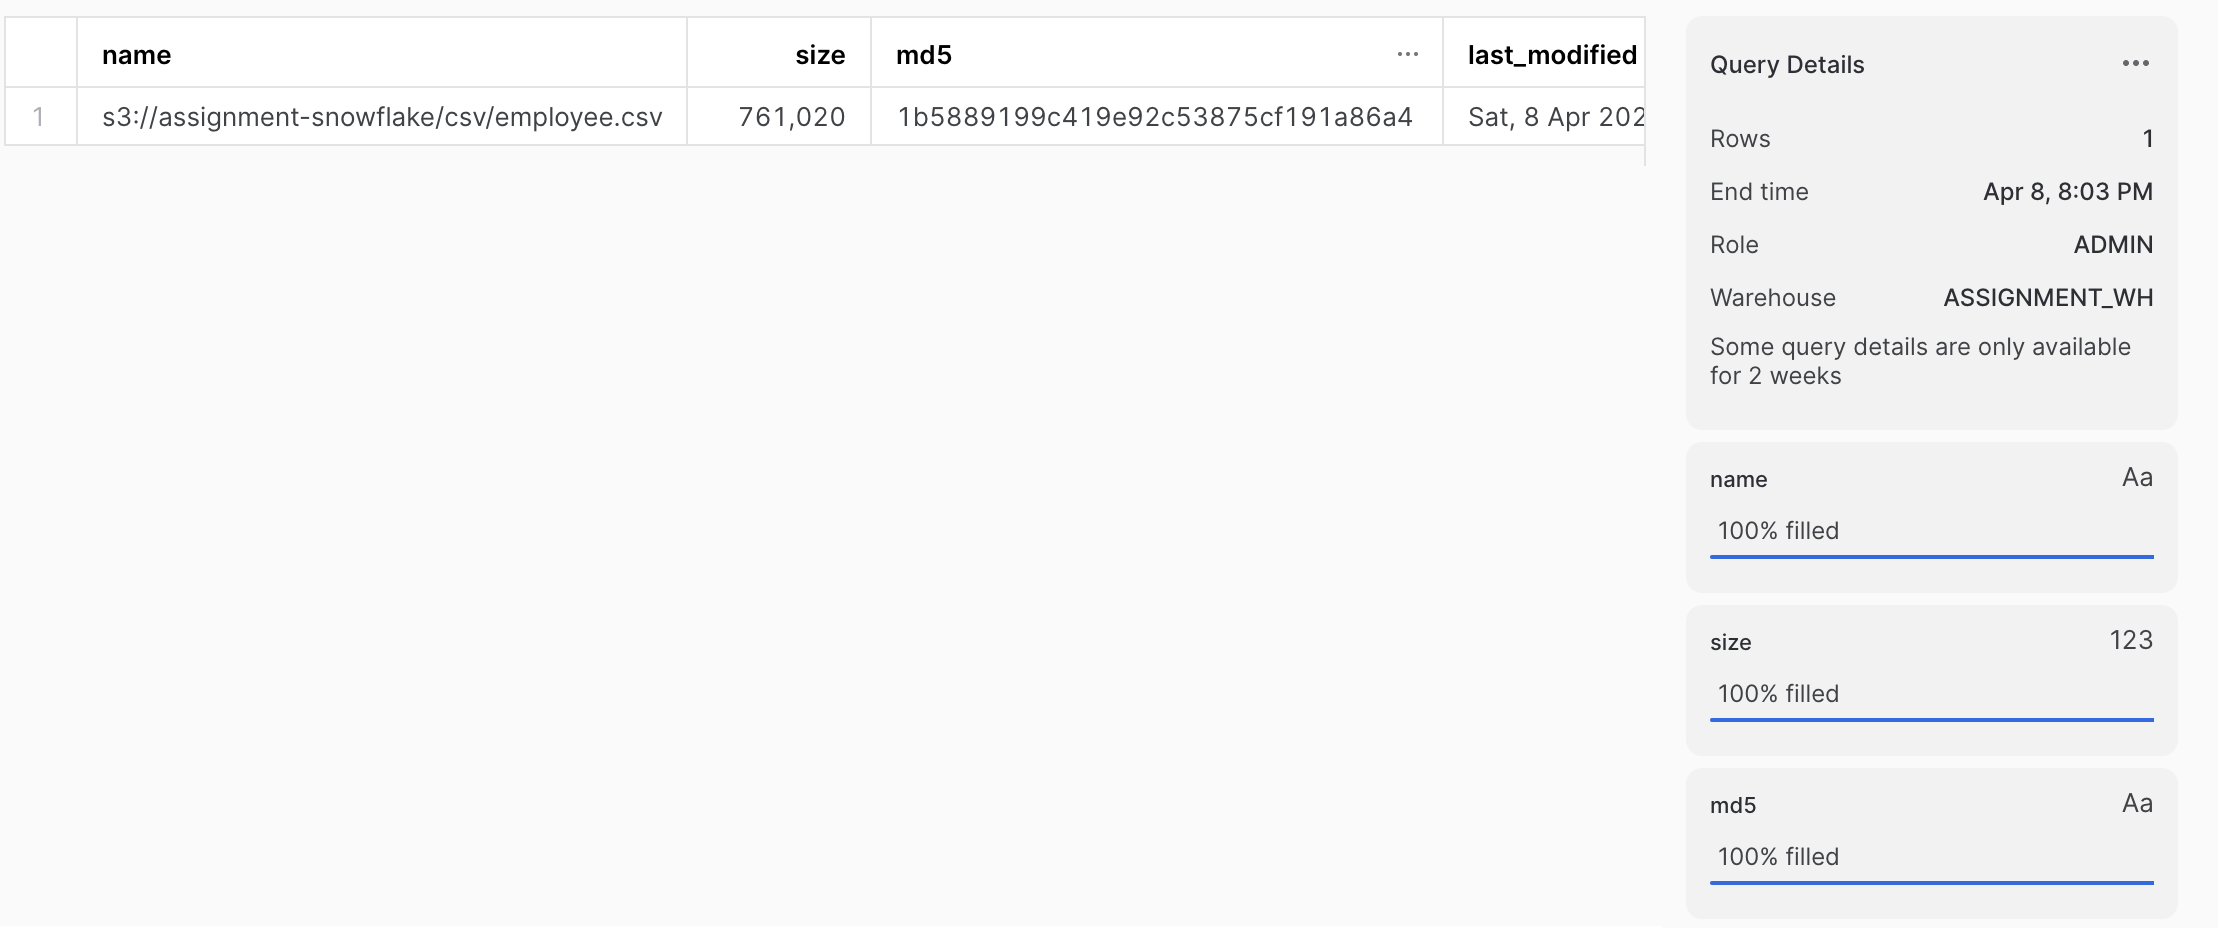 name size md5 ... last_modified
1 s3://assignment-snowflake/csv/employee.csv 761,020 1b5889199c419e92c53875cf191a86a4 Sat, 8 Apr 202
Query Details ...
Rows 1
End time Apr 8, 8:03 PM
Role ADMIN
Warehouse ASSIGNMENT_WH
Some query details are only available
for 2 weeks
name Aa
100% filled
size 123
100% filled
md5 Aa
100% filled